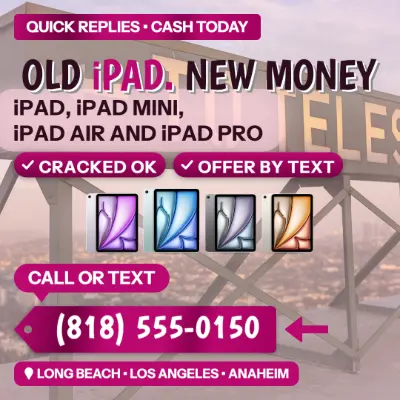 QUICK REPLIES • CASH TODAY
OLD iPAD. NEW MONEY
iPAD, iPAD MINI,
iPAD AIR AND iPAD PRO
✓ CRACKED OK ✓ OFFER BY TEXT
CALL OR TEXT
(818) 555-0150
LONG BEACH • LOS ANGELES • ANAHEIM